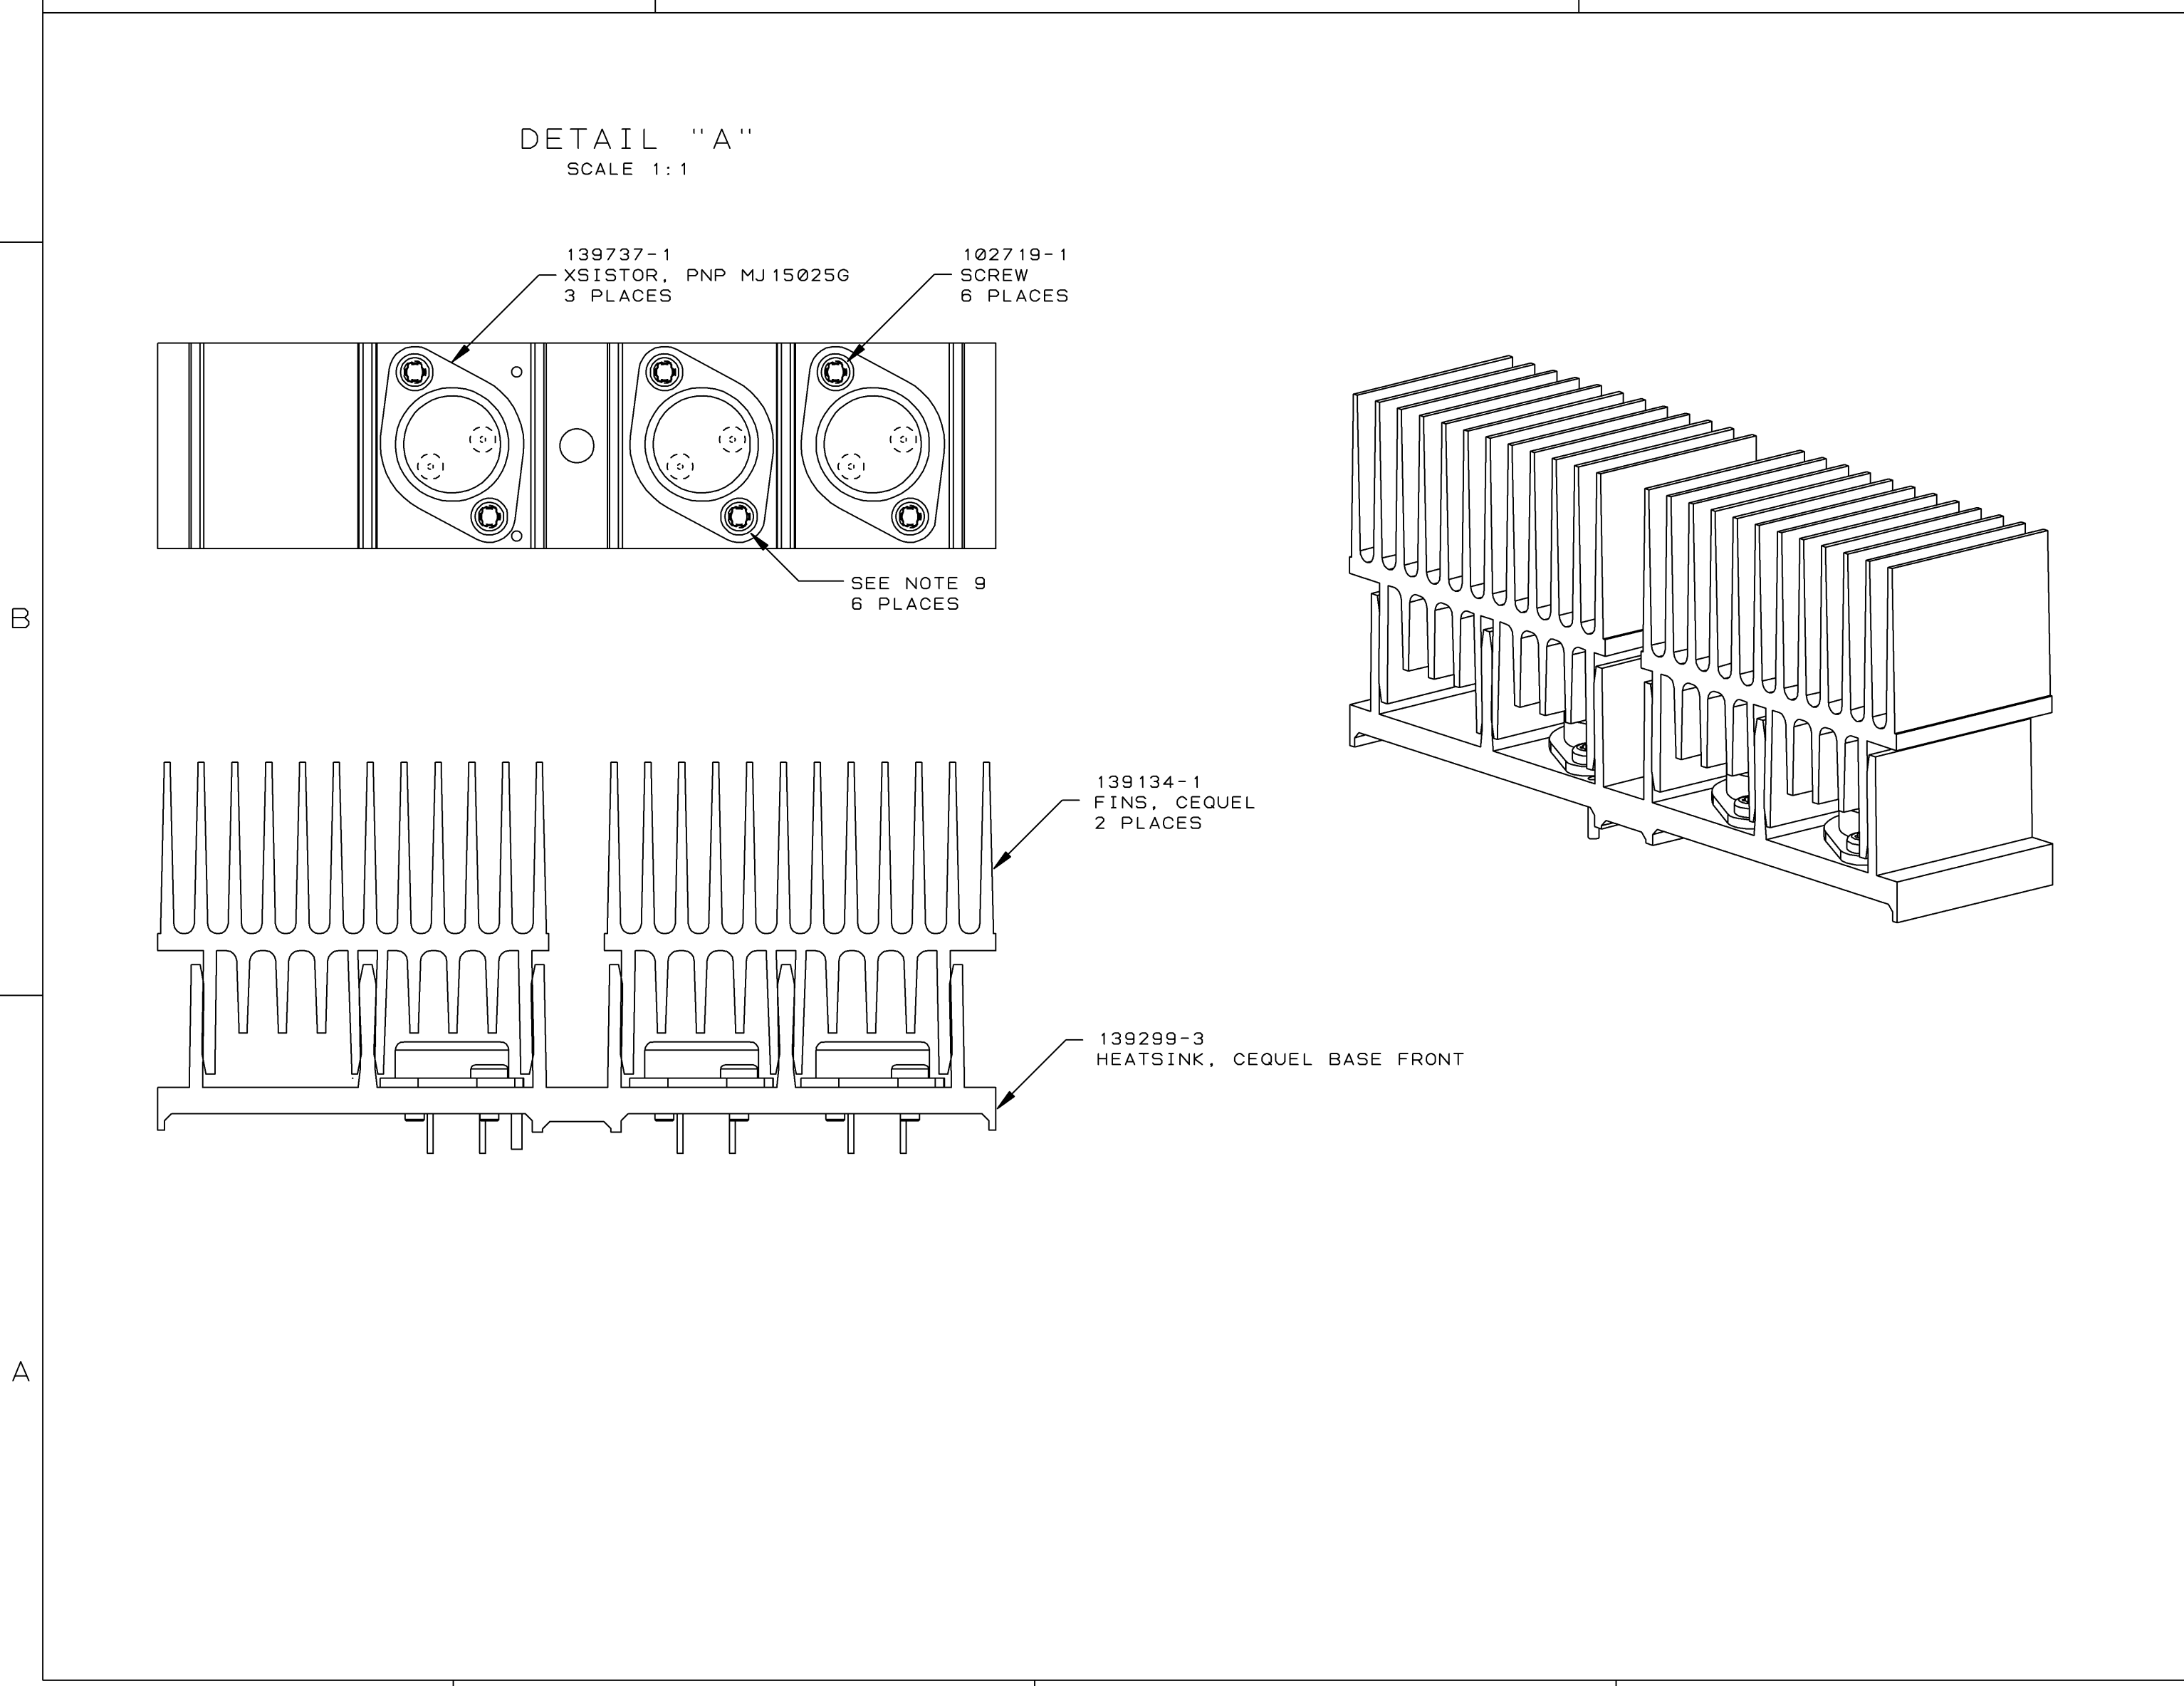 DETAIL "A"
SCALE 1:1
139737-1
XSISTOR, PNP MJ15025G
3 PLACES
102719-1
SCREW
6 PLACES
SEE NOTE 9
6 PLACES
B
139134-1
FINS, CEQUEL
2 PLACES
139299-3
HEATSINK, CEQUEL BASE FRONT
A